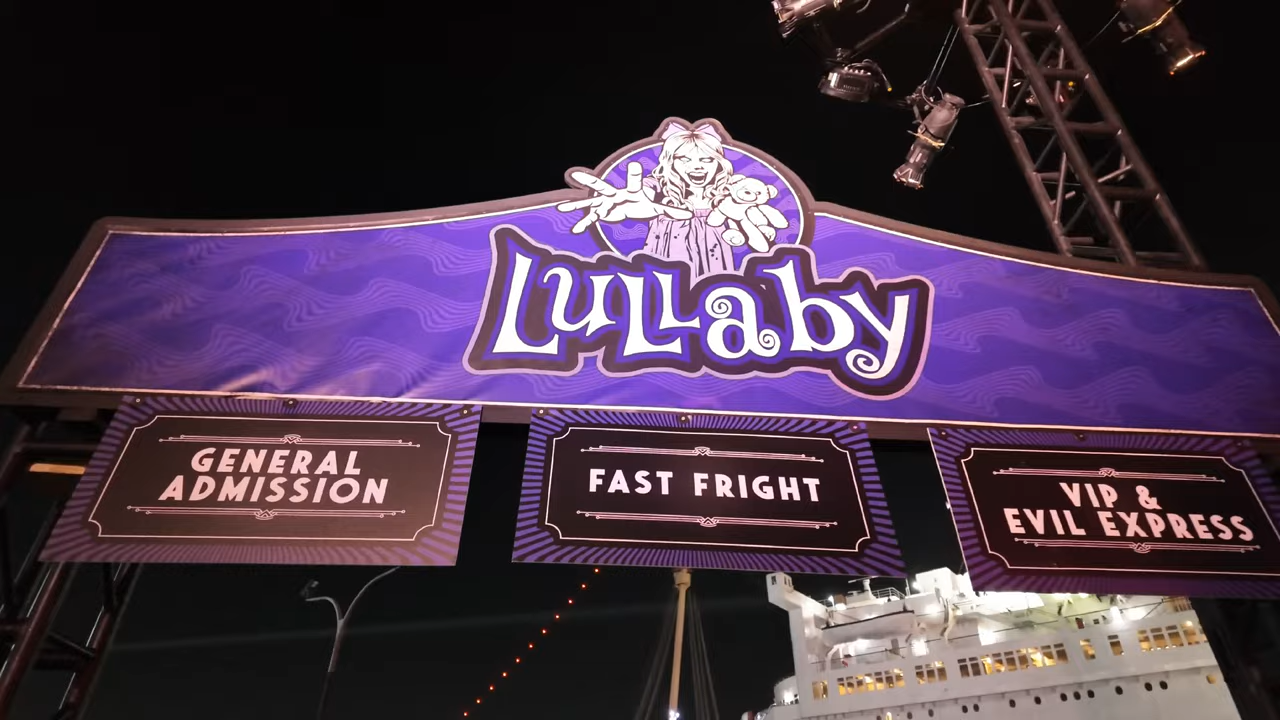 Lullaby
GENERAL
ADMISSION
FAST FRIGHT
VIP &
EVIL EXPRESS